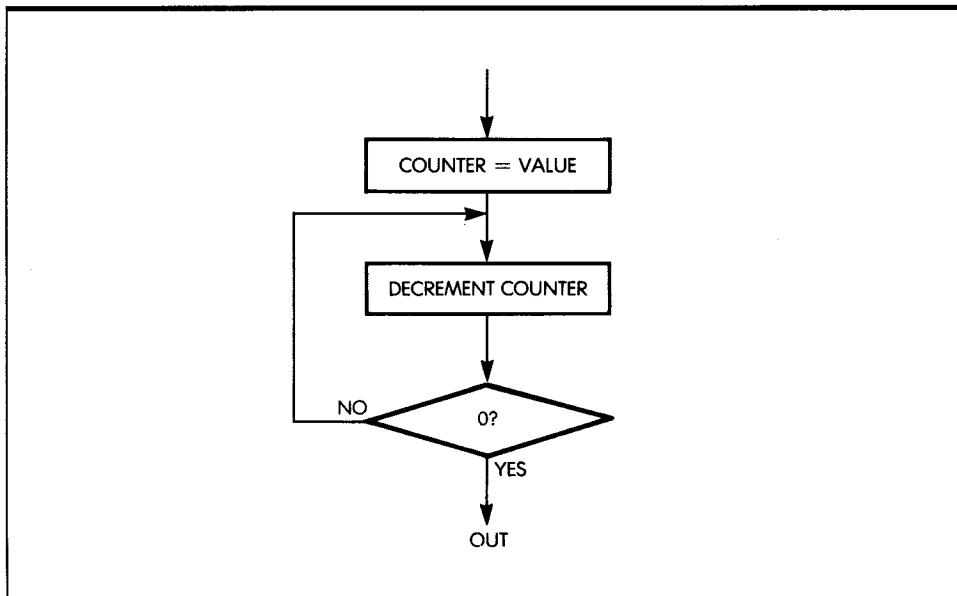 COUNTER = VALUE
DECREMENT COUNTER
NO
0?
YES
OUT